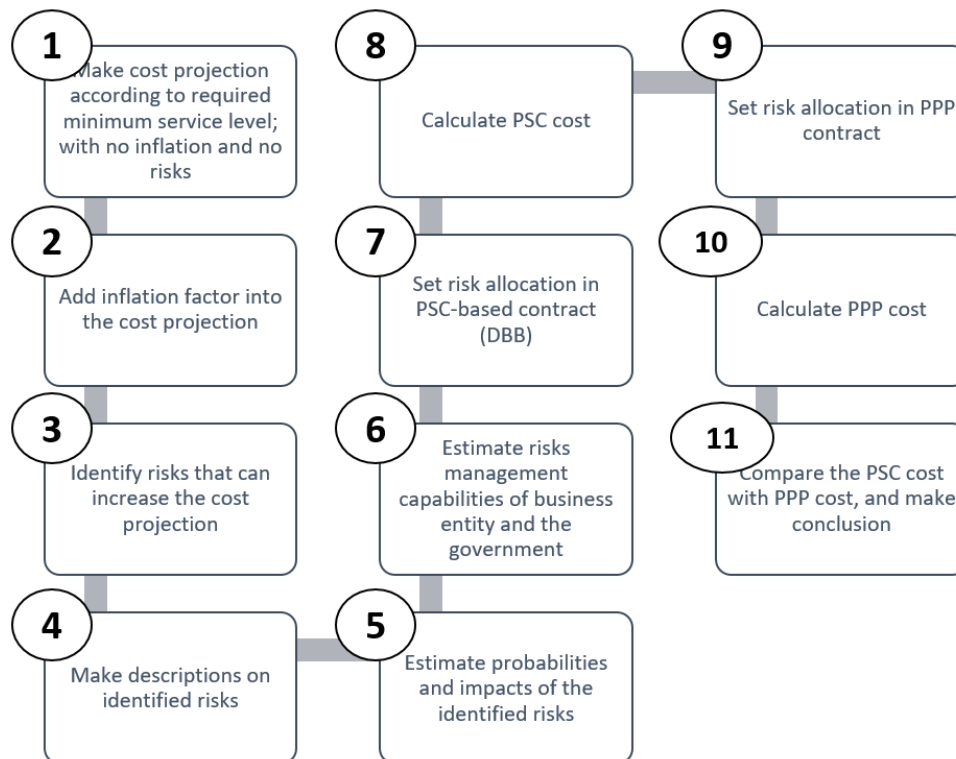 1
Make cost projection
according to required
minimum service level;
with no inflation and no
risks
2
Add inflation factor into
the cost projection
3
Identify risks that can
increase the cost
projection
4
Make descriptions on
identified risks
5
Estimate probabilities
and impacts of the
identified risks
6
Estimate risks
management
capabilities of business
entity and the
government
7
Set risk allocation in
PSC-based contract
(DBB)
8
Calculate PSC cost
9
Set risk allocation in PPP
contract
10
Calculate PPP cost
11
Compare the PSC cost
with PPP cost, and make
conclusion